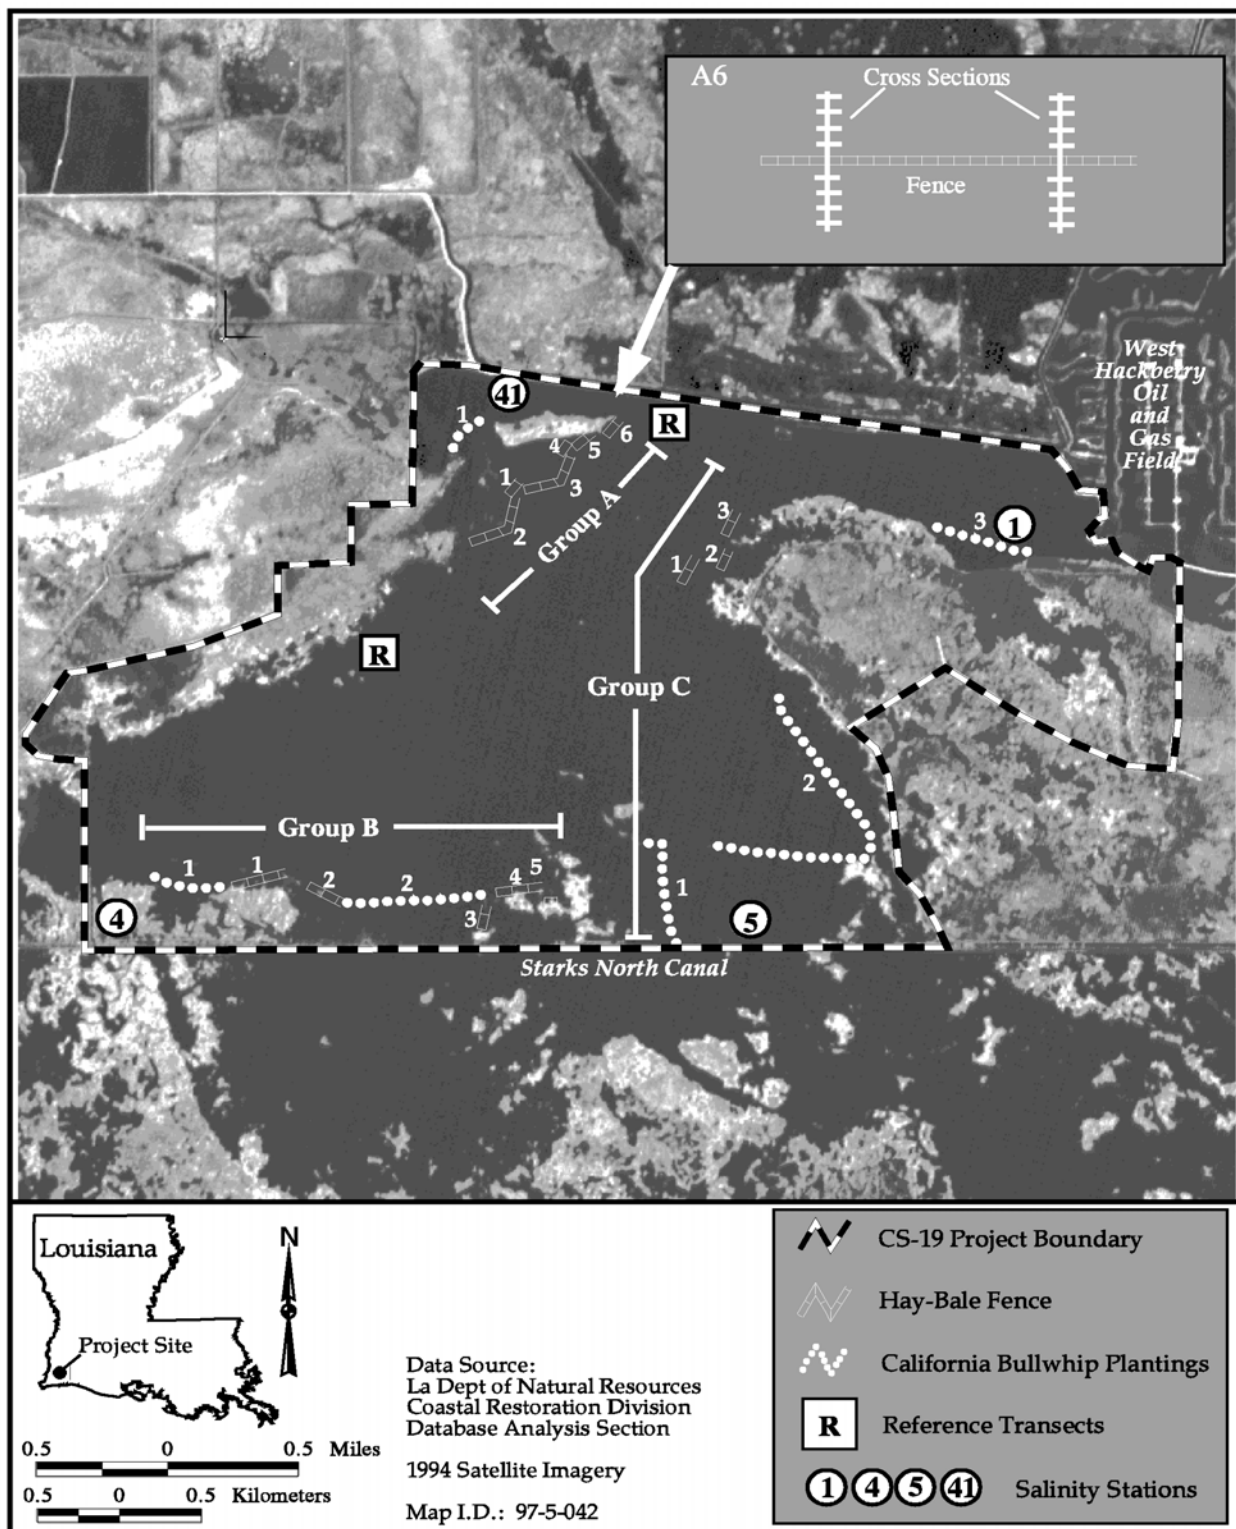 A6
Cross Sections
Fence
West
Hackberry
Oil
and
Gas
Field
41
1
R
6
4
5
1
3
2
Group A
3
3
1
1
2
R
Group C
2
Group B
1
1
2
2
4
5
3
1
4
5
Starks North Canal
Louisiana
Project Site
N
0.5 0 0.5 Miles
0.5 0 0.5 Kilometers
Data Source:
La Dept of Natural Resources
Coastal Restoration Division
Database Analysis Section
1994 Satellite Imagery
Map I.D.: 97-5-042
CS-19 Project Boundary
Hay-Bale Fence
California Bullwhip Plantings
R Reference Transects
1 4 5 41 Salinity Stations